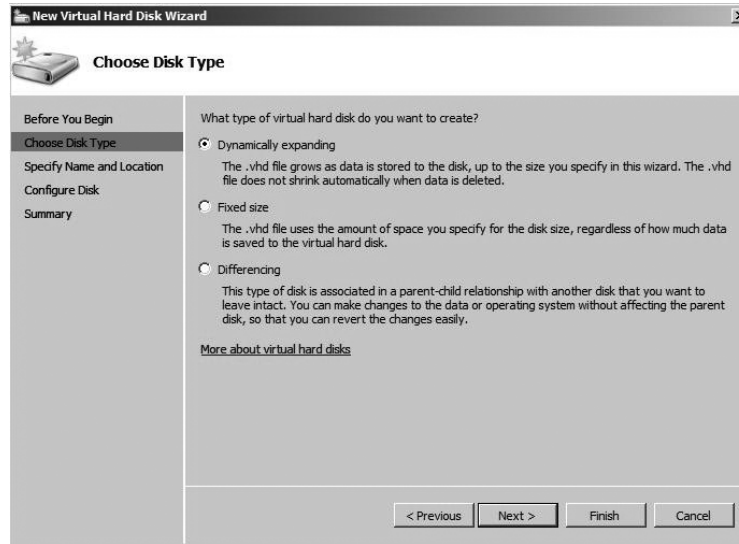 New Virtual Hard Disk Wizard
Choose Disk Type
Before You Begin
Choose Disk Type
Specify Name and Location
Configure Disk
Summary
What type of virtual hard disk do you want to create?
Dynamically expanding
The .vhd file grows as data is stored to the disk, up to the size you specify in this wizard. The .vhd
file does not shrink automatically when data is deleted.
Fixed size
The .vhd file uses the amount of space you specify for the disk size, regardless of how much data
is saved to the virtual hard disk.
Differencing
This type of disk is associated in a parent-child relationship with another disk that you want to
leave intact. You can make changes to the data or operating system without affecting the parent
disk, so that you can revert the changes easily.
More about virtual hard disks
< Previous Next > Finish Cancel